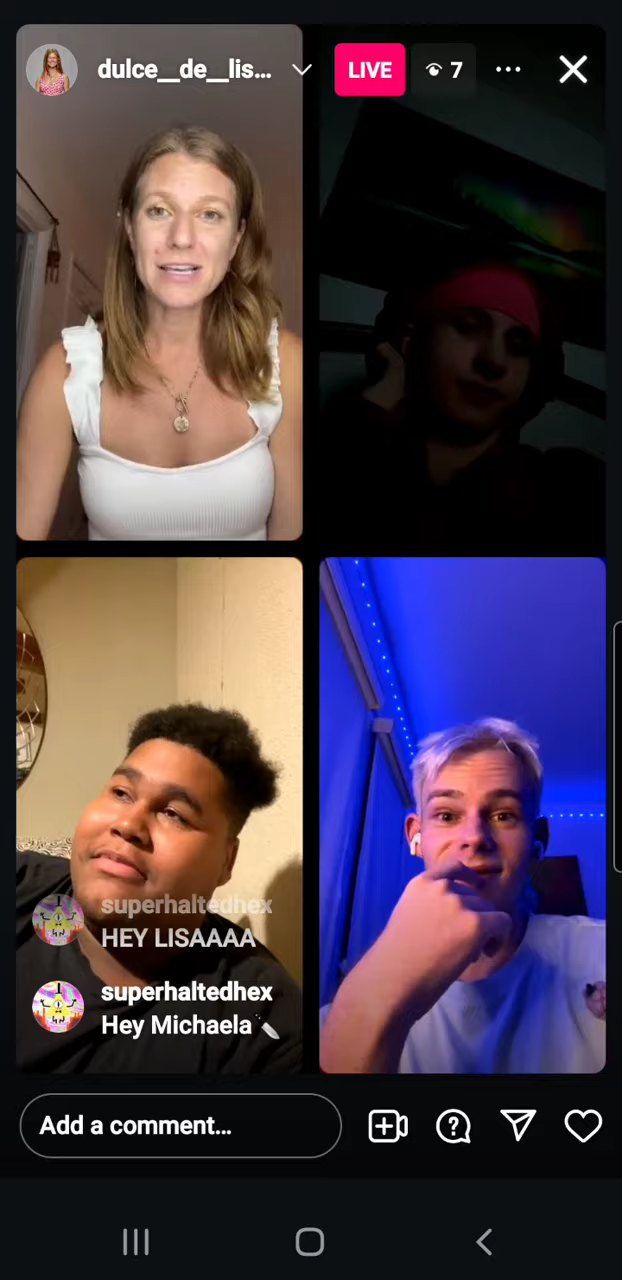 dulce__de__lis...
LIVE
7
superhaltedhex
HEY LISAAAA
superhaltedhex
Hey Michaela🔪
Add a comment...